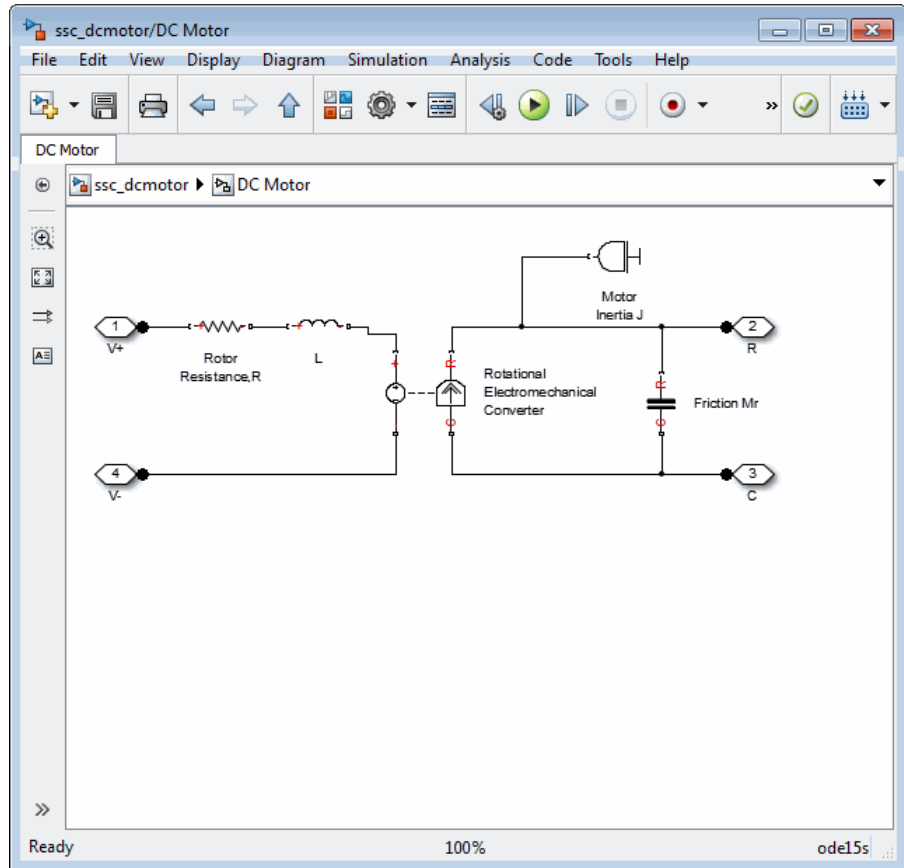 ssc_dcmotor/DC Motor
File Edit View Display Diagram Simulation Analysis Code Tools Help
»
DC Motor
ssc_dcmotor DC Motor
Motor
Inertia J
1
V+
Rotor
Resistance,R
L
+
R
Rotational
Electromechanical
Converter
C
2
R
R
Friction Mr
C
4
V-
3
C
A
»
Ready 100% ode15s